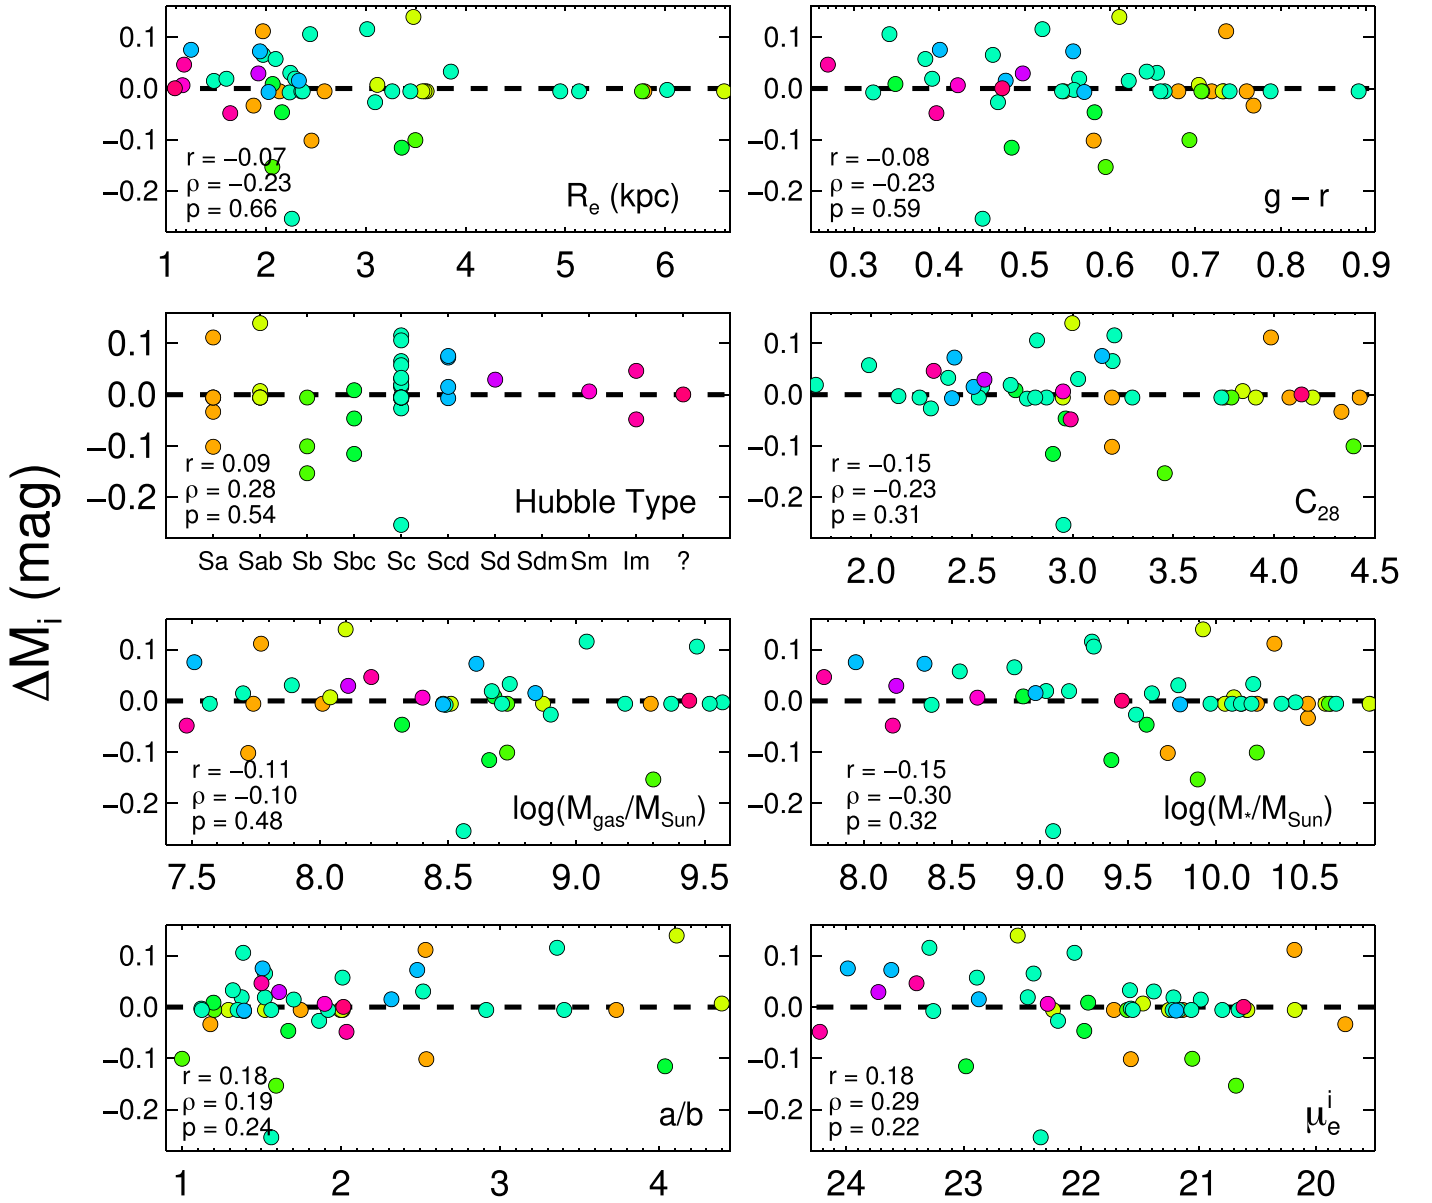 ΔM_i (mag)
0.1
0.0
−0.1
−0.2
r = −0.07
ρ = −0.23
p = 0.66
R_e (kpc)
1 2 3 4 5 6
0.1
0.0
−0.1
−0.2
r = −0.08
ρ = −0.23
p = 0.59
g − r
0.3 0.4 0.5 0.6 0.7 0.8 0.9
0.1
0.0
−0.1
−0.2
r = 0.09
ρ = 0.28
p = 0.54
Hubble Type
Sa Sab Sb Sbc Sc Scd Sd Sdm Sm Im ?
0.1
0.0
−0.1
−0.2
r = −0.15
ρ = −0.23
p = 0.31
C_28
2.0 2.5 3.0 3.5 4.0 4.5
0.1
0.0
−0.1
−0.2
r = −0.11
ρ = −0.10
p = 0.48
log(M_gas/M_Sun)
7.5 8.0 8.5 9.0 9.5
0.1
0.0
−0.1
−0.2
r = −0.15
ρ = −0.30
p = 0.32
log(M_*/M_Sun)
8.0 8.5 9.0 9.5 10.0 10.5
0.1
0.0
−0.1
−0.2
r = 0.18
ρ = 0.19
p = 0.24
a/b
1 2 3 4
0.1
0.0
−0.1
−0.2
r = 0.18
ρ = 0.29
p = 0.22
μ_e^i
24 23 22 21 20